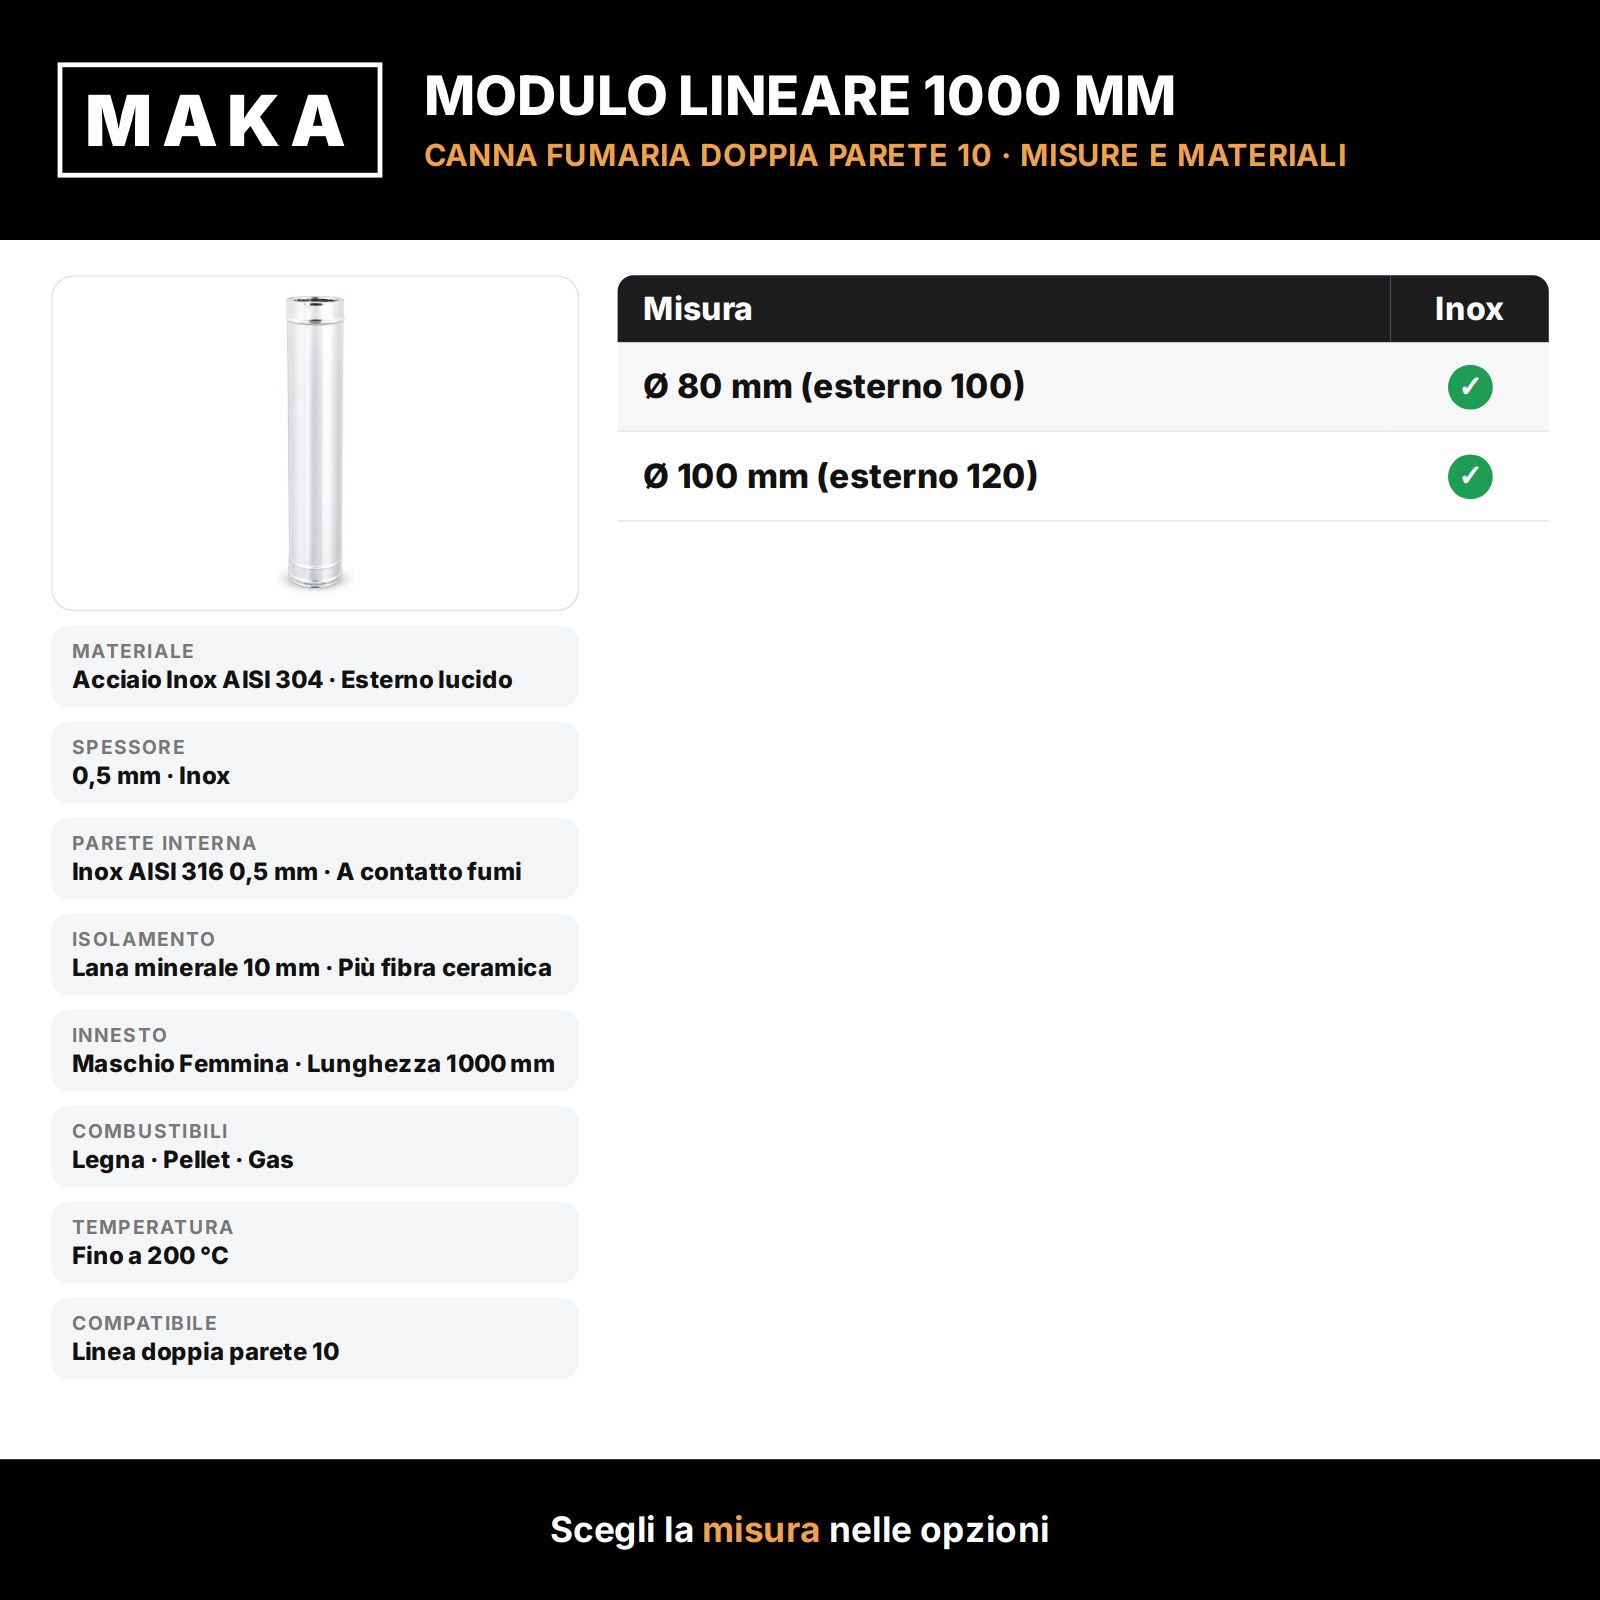 MAKA
MODULO LINEARE 1000 MM
CANNA FUMARIA DOPPIA PARETE 10 · MISURE E MATERIALI
Misura Inox
Ø 80 mm (esterno 100) ✓
Ø 100 mm (esterno 120) ✓
MATERIALE
Acciaio Inox AISI 304 · Esterno lucido
SPESSORE
0,5 mm · Inox
PARETE INTERNA
Inox AISI 316 0,5 mm · A contatto fumi
ISOLAMENTO
Lana minerale 10 mm · Più fibra ceramica
INNESTO
Maschio Femmina · Lunghezza 1000 mm
COMBUSTIBILI
Legna · Pellet · Gas
TEMPERATURA
Fino a 200 °C
COMPATIBILE
Linea doppia parete 10
Scegli la misura nelle opzioni